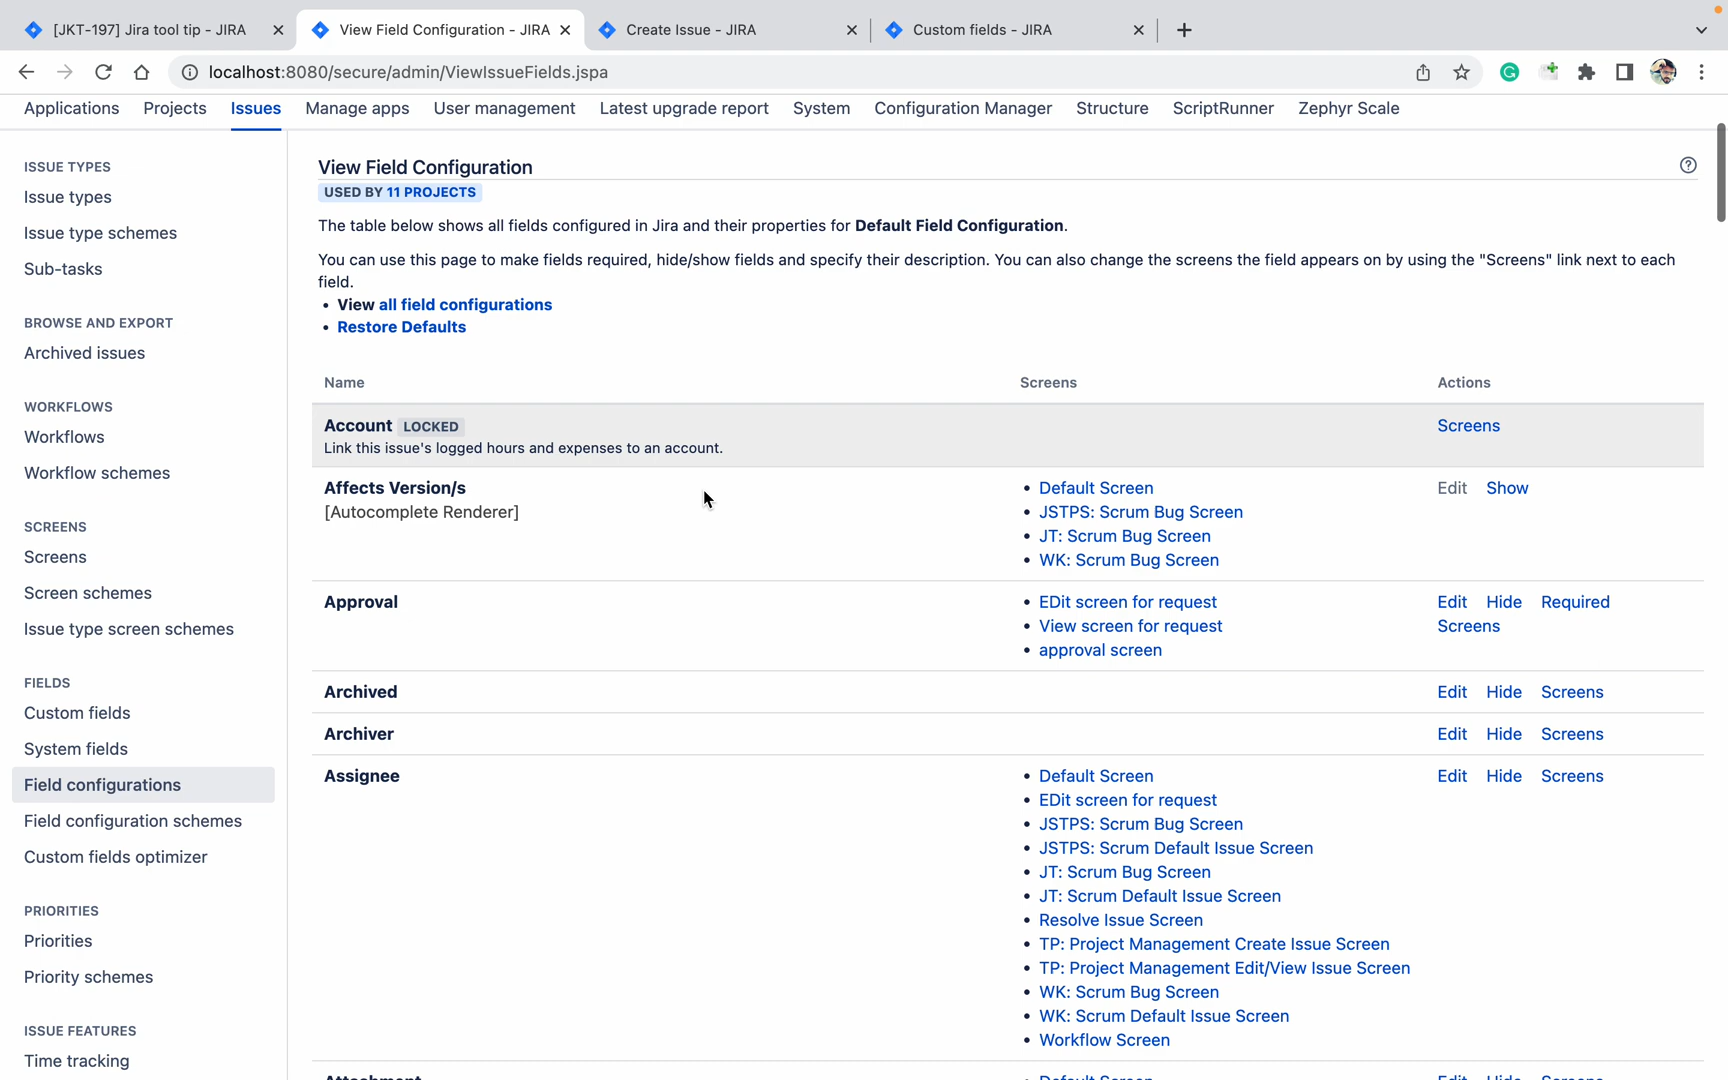 [JKT-197] Jira tool tip - JIRA
View Field Configuration - JIRA
Create Issue - JIRA
Custom fields - JIRA
localhost:8080/secure/admin/ViewIssueFields.jspa
Applications Projects Issues Manage apps User management Latest upgrade report System Configuration Manager Structure ScriptRunner Zephyr Scale
ISSUE TYPES
Issue types
Issue type schemes
Sub-tasks
BROWSE AND EXPORT
Archived issues
WORKFLOWS
Workflows
Workflow schemes
SCREENS
Screens
Screen schemes
Issue type screen schemes
FIELDS
Custom fields
System fields
Field configurations
Field configuration schemes
Custom fields optimizer
PRIORITIES
Priorities
Priority schemes
ISSUE FEATURES
Time tracking
View Field Configuration
USED BY 11 PROJECTS
The table below shows all fields configured in Jira and their properties for Default Field Configuration.
You can use this page to make fields required, hide/show fields and specify their description. You can also change the screens the field appears on by using the "Screens" link next to each
field.
• View all field configurations
• Restore Defaults
Name Screens Actions
Account LOCKED Screens
Link this issue's logged hours and expenses to an account.
Affects Version/s • Default Screen Edit Show
[Autocomplete Renderer] • JSTPS: Scrum Bug Screen
• JT: Scrum Bug Screen
• WK: Scrum Bug Screen
Approval • EDit screen for request Edit Hide Required
• View screen for request Screens
• approval screen
Archived Edit Hide Screens
Archiver Edit Hide Screens
Assignee • Default Screen Edit Hide Screens
• EDit screen for request
• JSTPS: Scrum Bug Screen
• JSTPS: Scrum Default Issue Screen
• JT: Scrum Bug Screen
• JT: Scrum Default Issue Screen
• Resolve Issue Screen
• TP: Project Management Create Issue Screen
• TP: Project Management Edit/View Issue Screen
• WK: Scrum Bug Screen
• WK: Scrum Default Issue Screen
• Workflow Screen
Attachment • Default Screen Edit Hide Screens